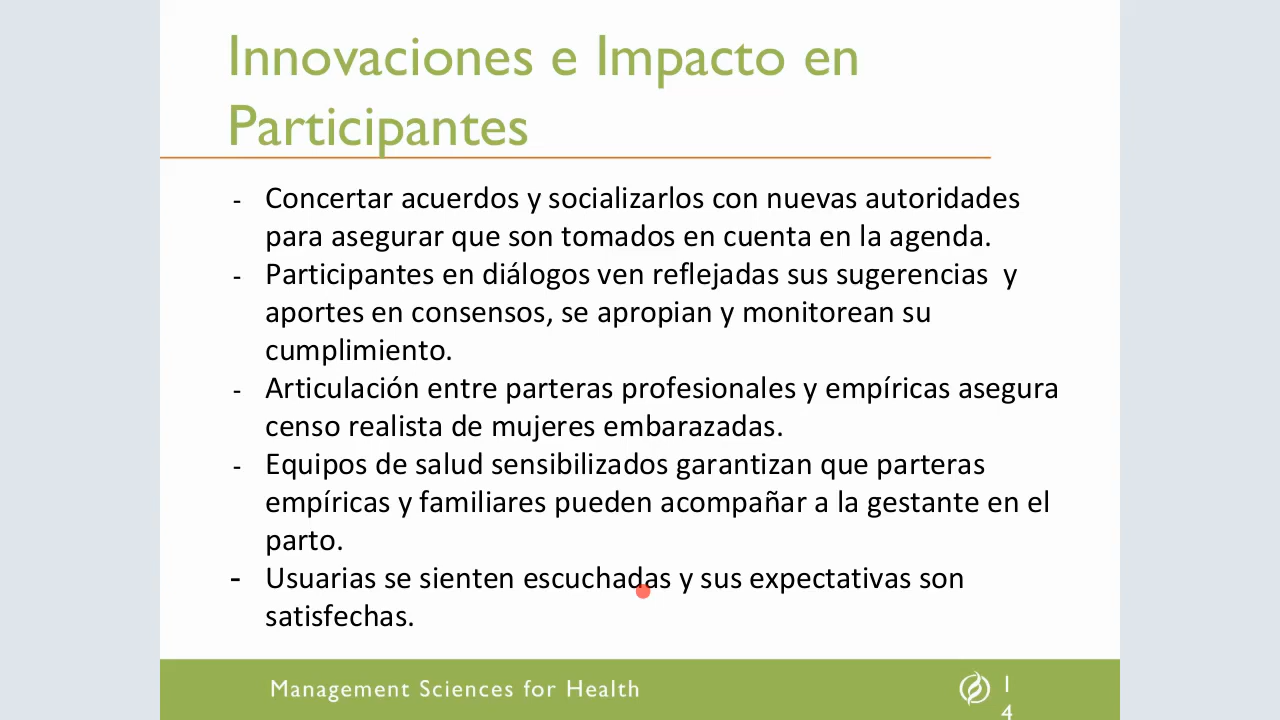 Innovaciones e Impacto en
Participantes
- Concertar acuerdos y socializarlos con nuevas autoridades
para asegurar que son tomados en cuenta en la agenda.
- Participantes en diálogos ven reflejadas sus sugerencias  y
aportes en consensos, se apropian y monitorean su
cumplimiento.
- Articulación entre parteras profesionales y empíricas asegura
censo realista de mujeres embarazadas.
- Equipos de salud sensibilizados garantizan que parteras
empíricas y familiares pueden acompañar a la gestante en el
parto.
- Usuarias se sienten escuchadas y sus expectativas son
satisfechas.
Management Sciences for Health
1
4